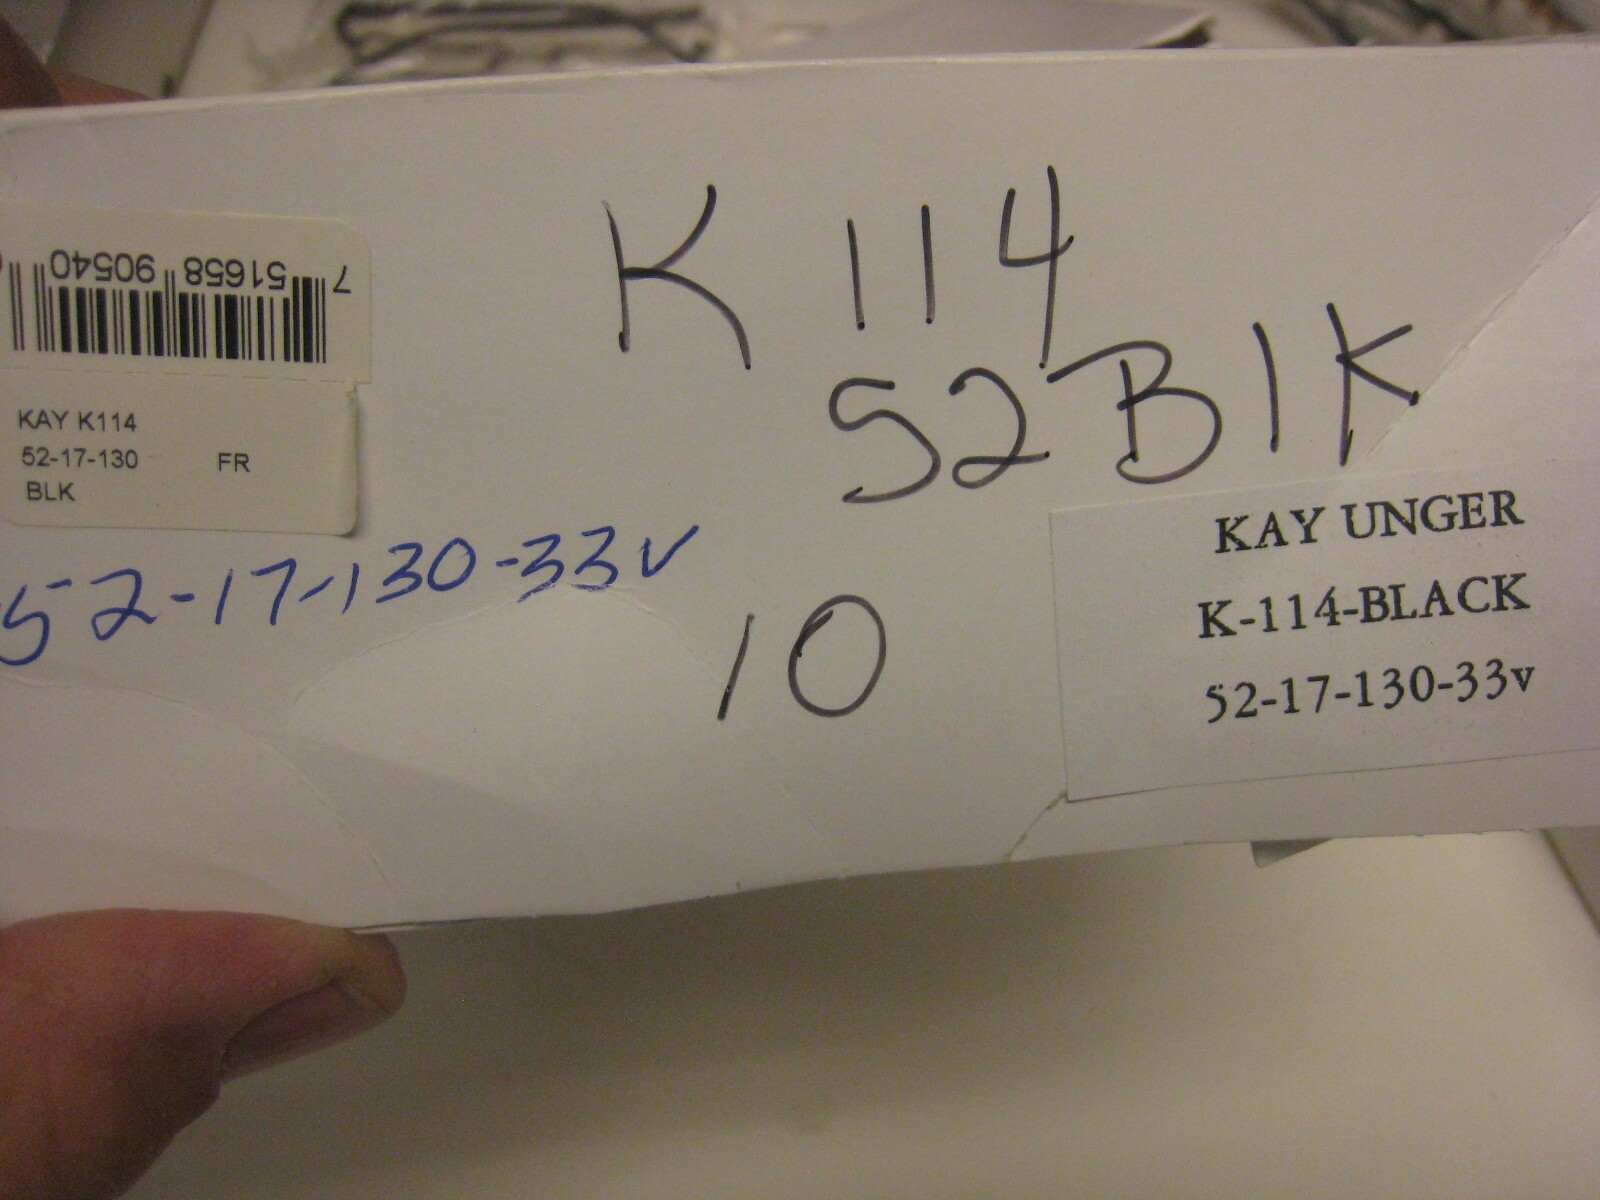 7 51658 90540
KAY K114
52-17-130 FR
BLK
K 114
52 BlK
52-17-130-33v
10
KAY UNGER
K-114-BLACK
52-17-130-33v